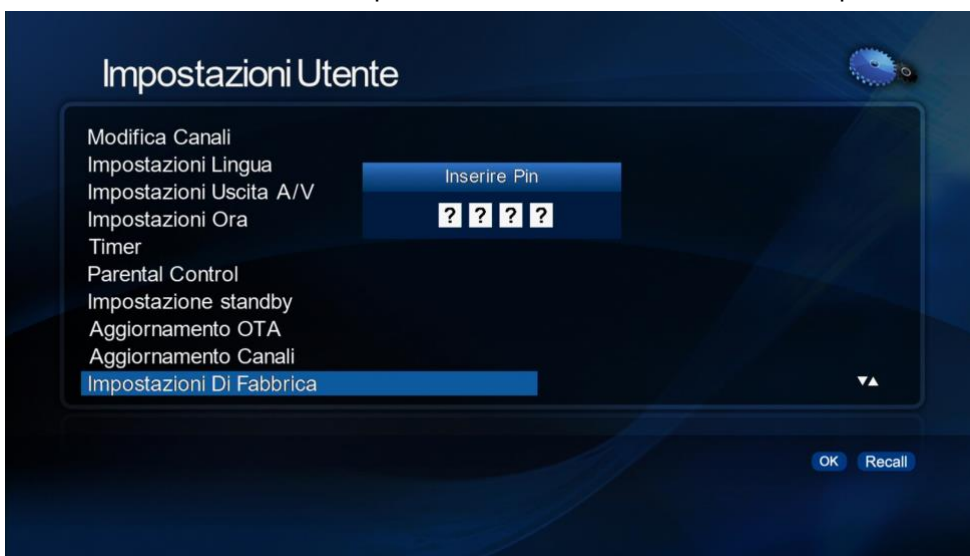 Impostazioni Utente
Modifica Canali
Impostazioni Lingua
Impostazioni Uscita A/V
Impostazioni Ora
Timer
Parental Control
Impostazione standby
Aggiornamento OTA
Aggiornamento Canali
Impostazioni Di Fabbrica
Inserire Pin
? ? ? ?
OK Recall